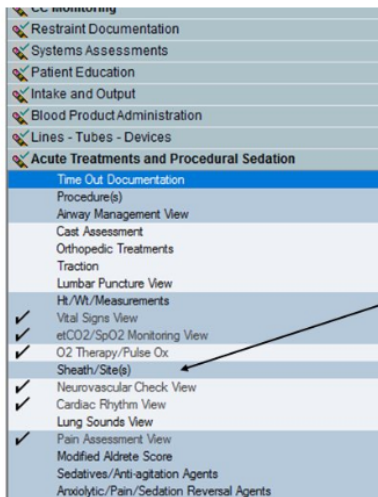 CC Monitoring
Restraint Documentation
Systems Assessments
Patient Education
Intake and Output
Blood Product Administration
Lines - Tubes - Devices
Acute Treatments and Procedural Sedation
Time Out Documentation
Procedure(s)
Airway Management View
Cast Assessment
Orthopedic Treatments
Traction
Lumbar Puncture View
Ht/Wt/Measurements
Vital Signs View
etCO2/SpO2 Monitoring View
O2 Therapy/Pulse Ox
Sheath/Site(s)
Neurovascular Check View
Cardiac Rhythm View
Lung Sounds View
Pain Assessment View
Modified Aldrete Score
Sedatives/Anti-agitation Agents
Anxiolytic/Pain/Sedation Reversal Agents